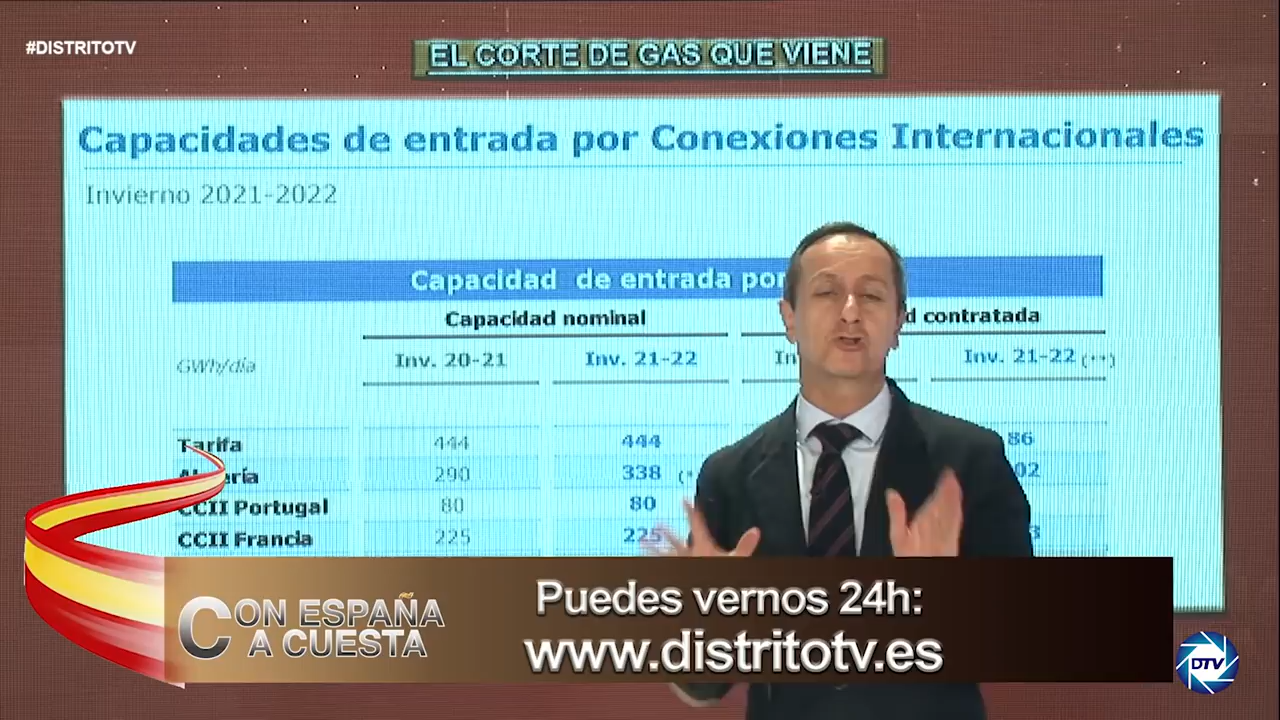 #DISTRITOTV
EL CORTE DE GAS QUE VIENE
Capacidades de entrada por Conexiones Internacionales
Invierno 2021-2022
Capacidad de entrada por
Capacidad nominal
contratada
GWh/día
Inv. 20-21
Inv. 21-22
Inv. 21-22 (**)
Tarifa
444
444
290
338
CCII Portugal
80
80
CCII Francia
225
225
CON ESPAÑA
A CUESTA
Puedes vernos 24h:
www.distritotv.es
DTV